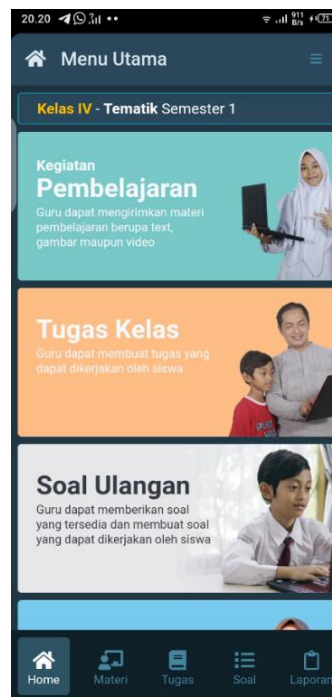 20.20
911
B/s
71
Menu Utama
Kelas IV - Tematik Semester 1
Kegiatan
Pembelajaran
Guru dapat mengirimkan materi
pembelajaran berupa text,
gambar maupun video
Tugas Kelas
Guru dapat membuat tugas yang
dapat dikerjakan oleh siswa
Soal Ulangan
Guru dapat memberikan soal
yang tersedia dan membuat soal
yang dapat dikerjakan oleh siswa
Home Materi Tugas Soal Laporan